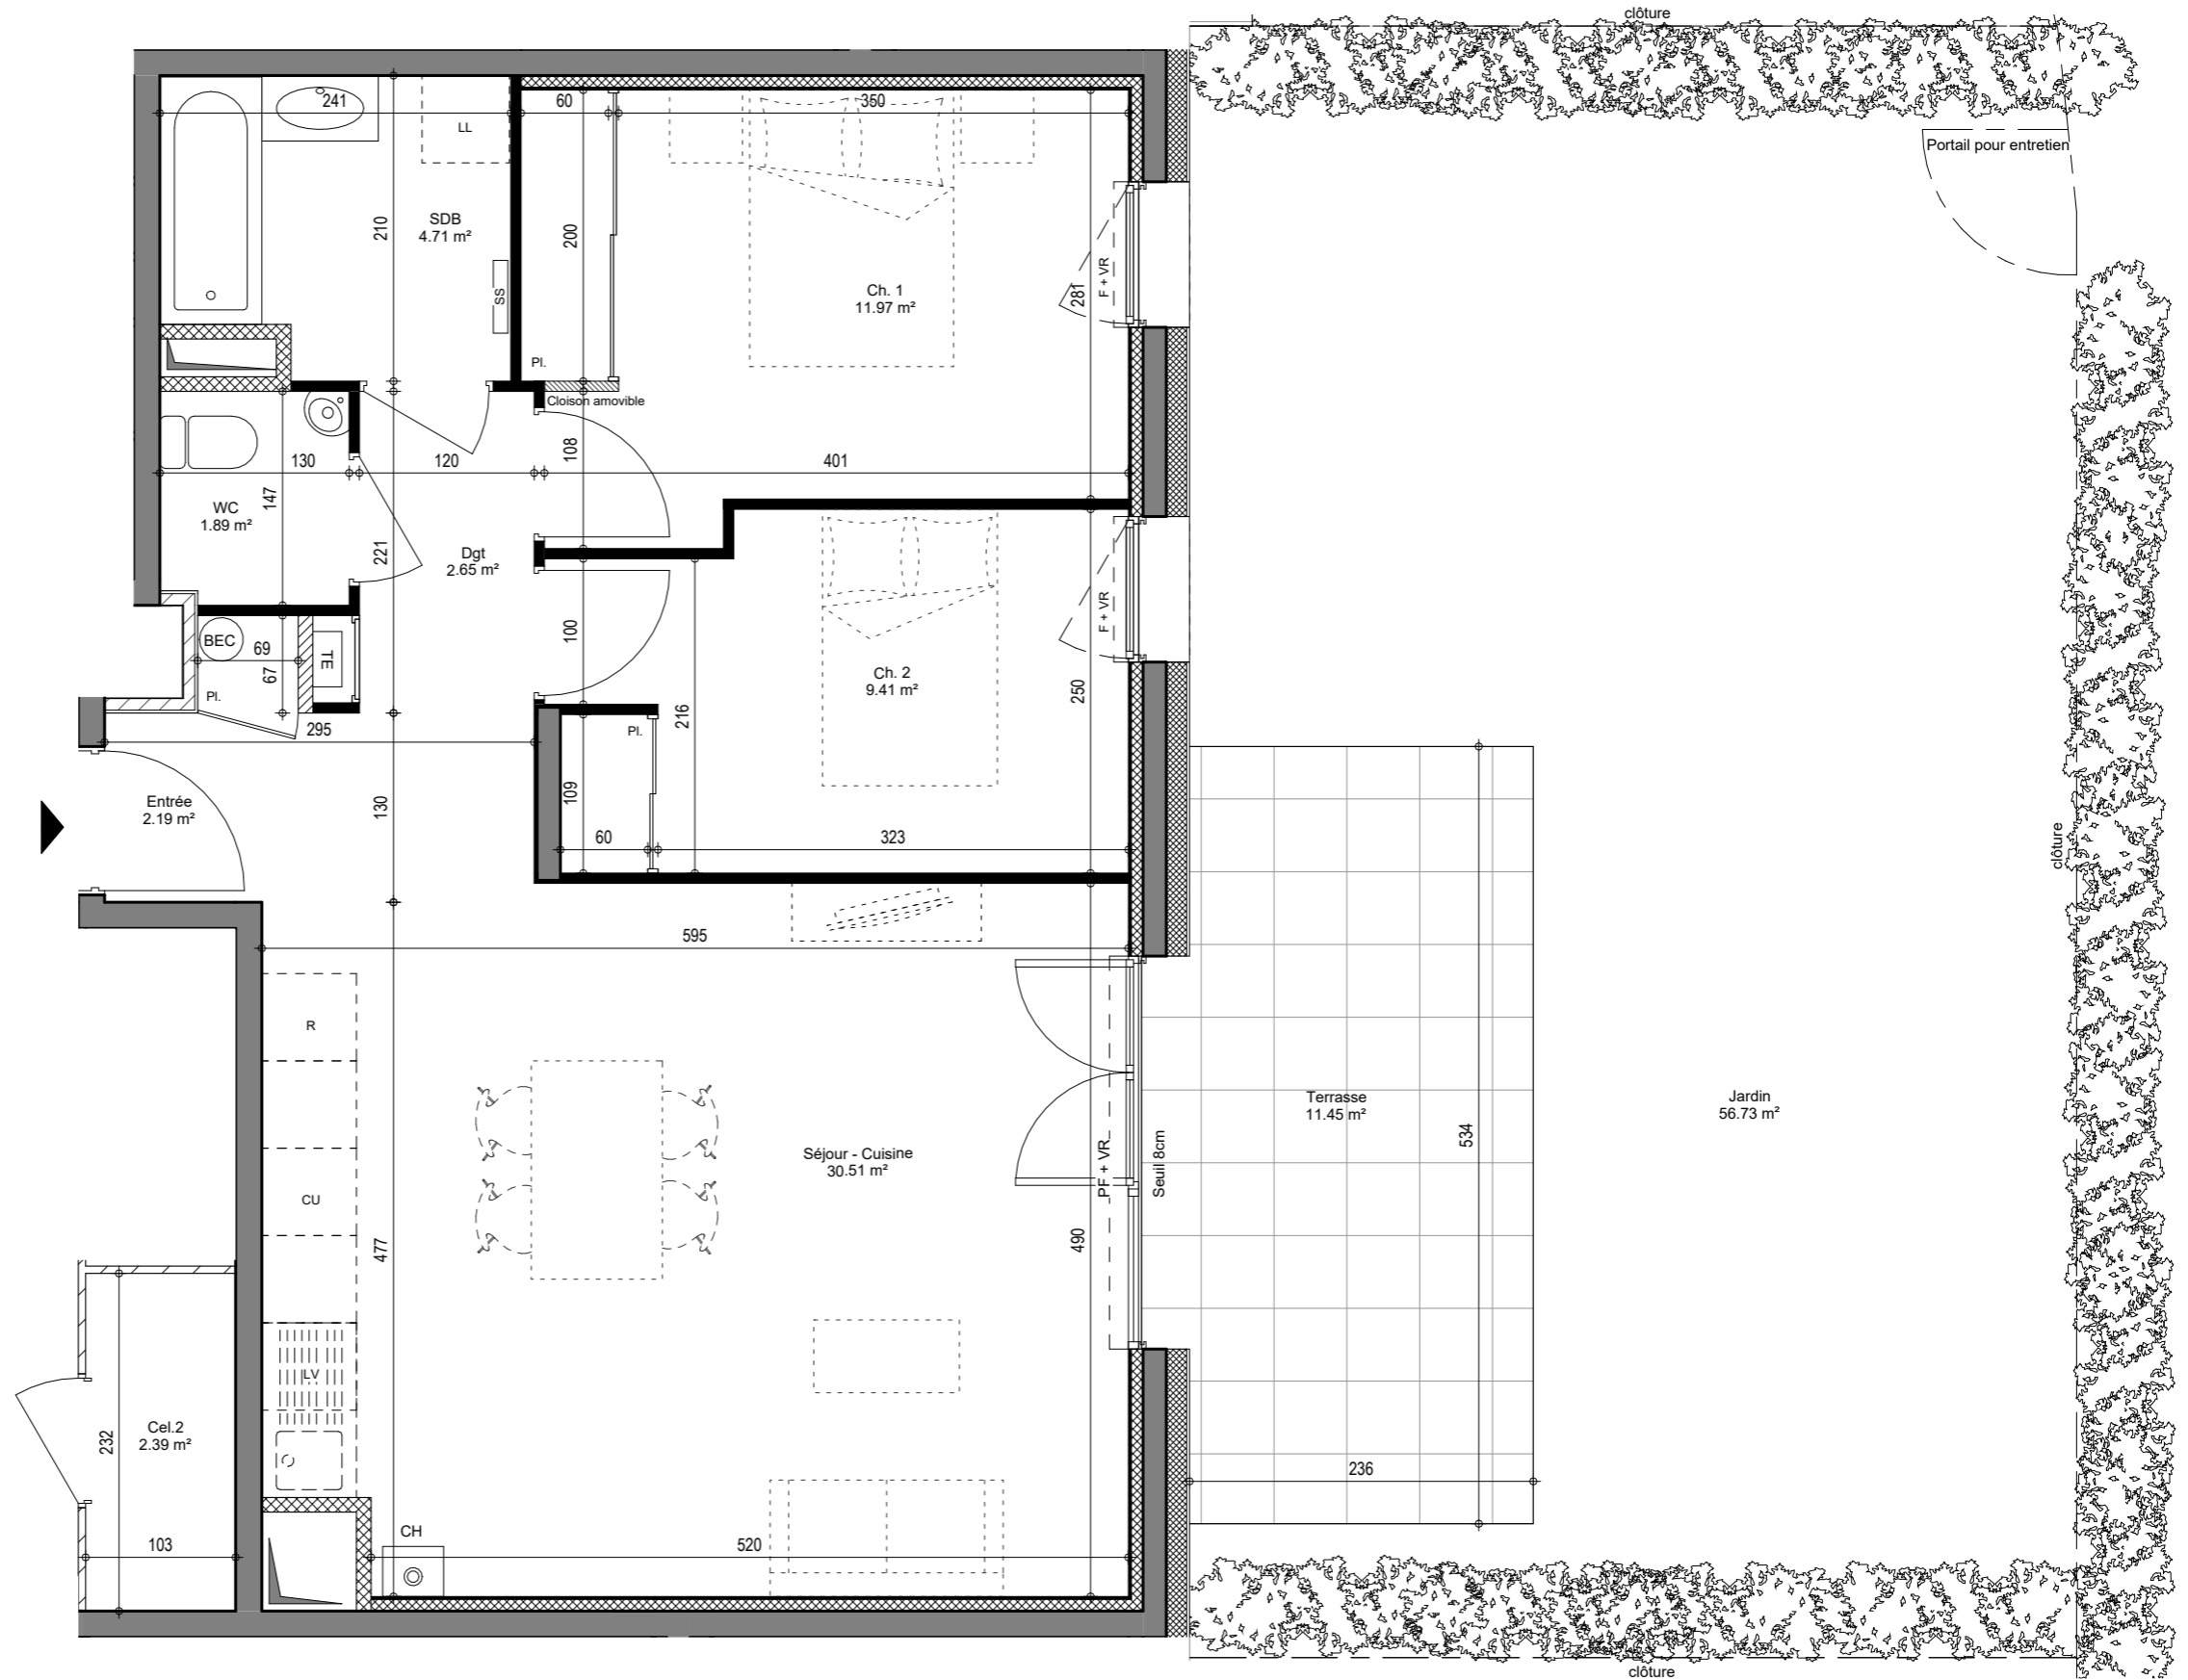 clôture
Portail pour entretien
241
60
350
LL
SDB
4.71 m²
210
200
SS
Ch. 1
11.97 m²
281
F + VR
Pl.
Cloison amovible
130
120
108
401
147
WC
1.89 m²
221
Dgt
2.65 m²
F + VR
BEC
69
67
TE
Pl.
100
Ch. 2
9.41 m²
250
216
295
Pl.
109
Entrée
2.19 m²
130
60
323
clôture
595
R
CU
Séjour - Cuisine
30.51 m²
PF + VR
Seuil 8cm
Terrasse
11.45 m²
534
Jardin
56.73 m²
477
490
LV
Cel.2
2.39 m²
232
236
CH
103
520
clôture